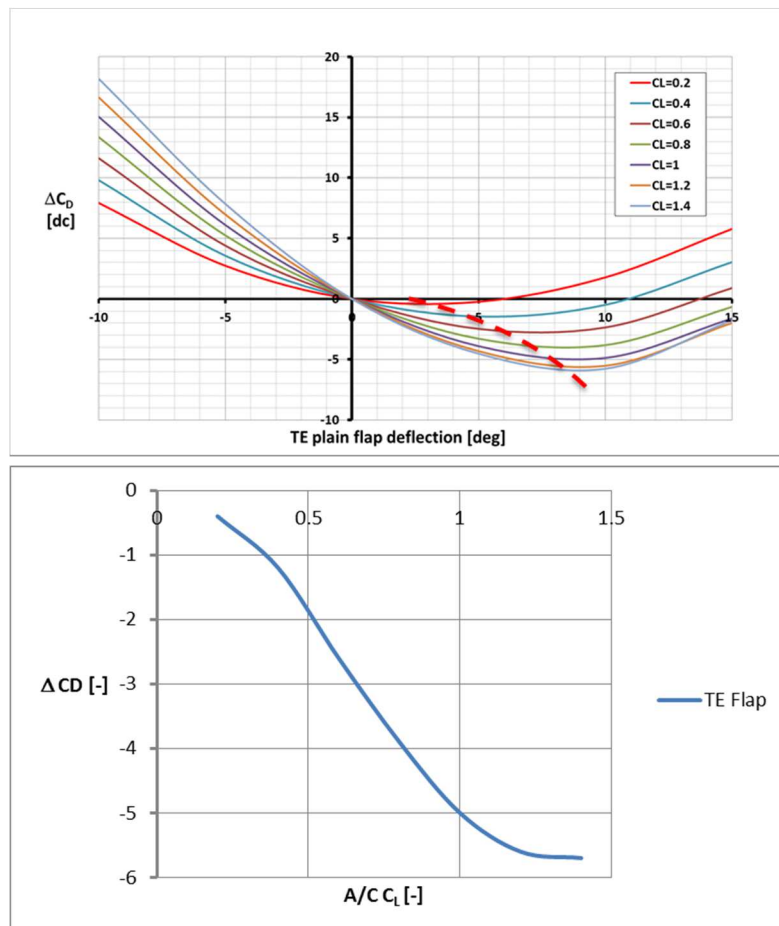 20
15
10
5
0
-5
-10
-10
-5
0
5
10
15
ΔC_D
[dc]
CL=0.2
CL=0.4
CL=0.6
CL=0.8
CL=1
CL=1.2
CL=1.4
TE plain flap deflection [deg]
0
-1
-2
-3
-4
-5
-6
0
0.5
1
1.5
Δ CD [-]
TE Flap
A/C C_L [-]